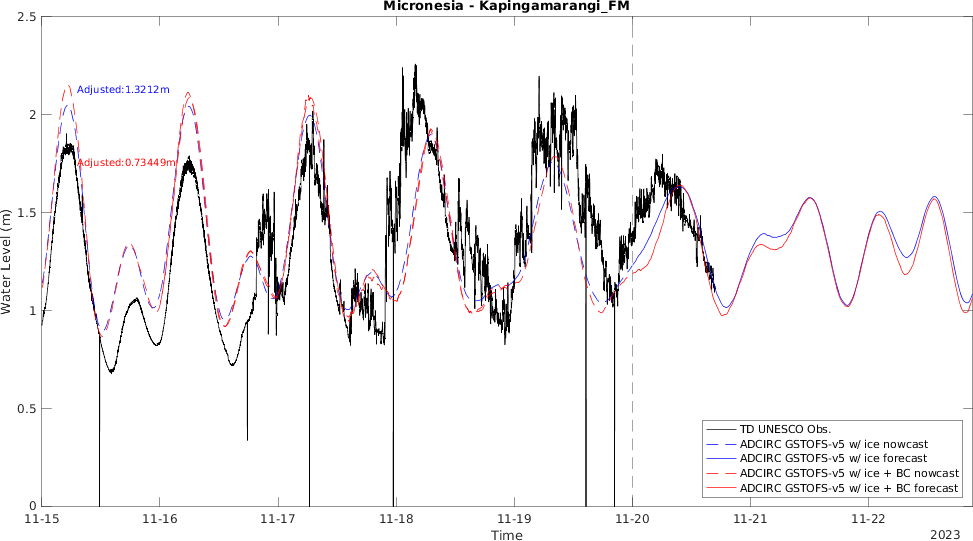 Micronesia - Kapingamarangi_FM
2.5
2
1.5
1
0.5
0
Water Level (m)
Adjusted:1.3212m
Adjusted:0.73449m
TD UNESCO Obs.
ADCIRC GSTOFS-v5 w/ ice nowcast
ADCIRC GSTOFS-v5 w/ ice forecast
ADCIRC GSTOFS-v5 w/ ice + BC nowcast
ADCIRC GSTOFS-v5 w/ ice + BC forecast
11-15 11-16 11-17 11-18 11-19 11-20 11-21 11-22
Time
2023